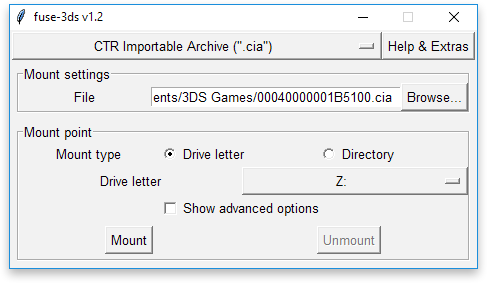 fuse-3ds v1.2
CTR Importable Archive (".cia") Help & Extras
Mount settings
File ents/3DS Games/00040000001B5100.cia Browse...
Mount point
Mount type Drive letter Directory
Drive letter Z:
Show advanced options
Mount Unmount